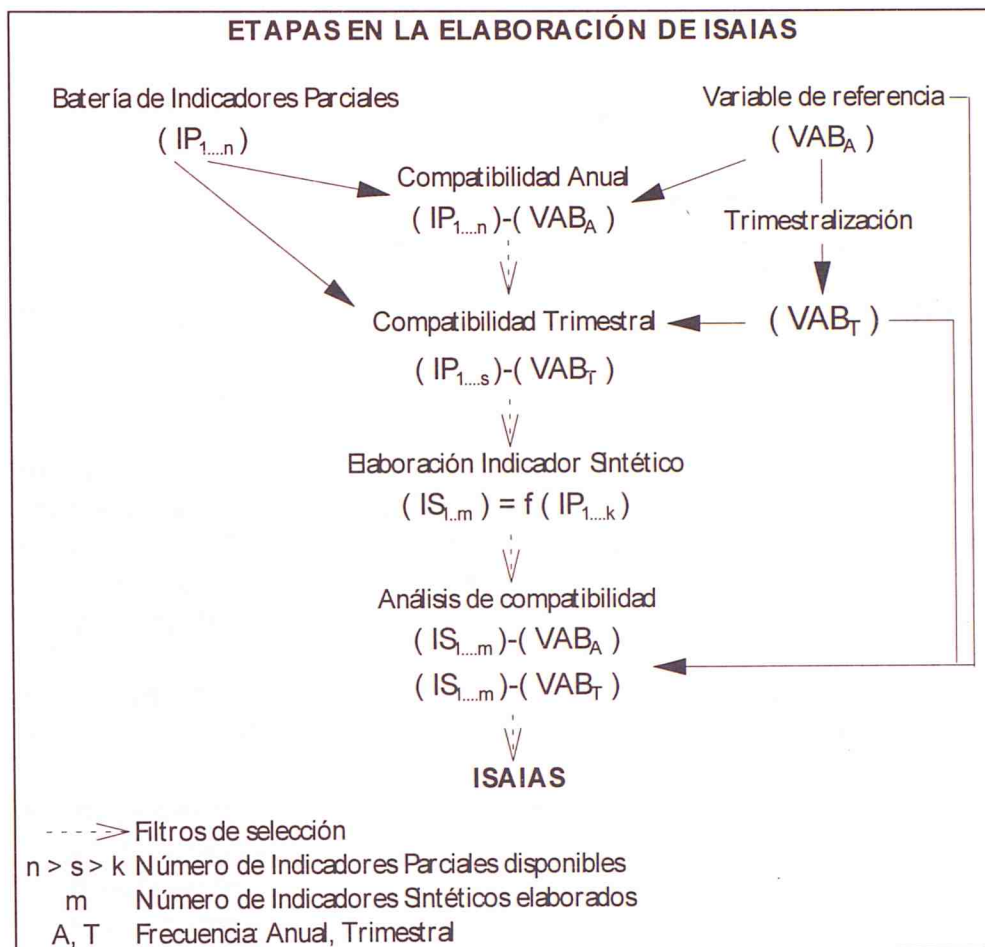 ETAPAS EN LA ELABORACIÓN DE ISAIAS
Batería de Indicadores Parciales
( IP1....n )
Variable de referencia
( VABA )
Compatibilidad Anual
( IP1....n )-( VABA )
Trimestralización
Compatibilidad Trimestral
( VABT )
( IP1....s )-( VABT )
Elaboración Indicador Sintético
( IS1..m ) = f ( IP1....k )
Análisis de compatibilidad
( IS1....m )-( VABA )
( IS1....m )-( VABT )
ISAIAS
Filtros de selección
n > s > k Número de Indicadores Parciales disponibles
m Número de Indicadores Sintéticos elaborados
A, T Frecuencia: Anual, Trimestral